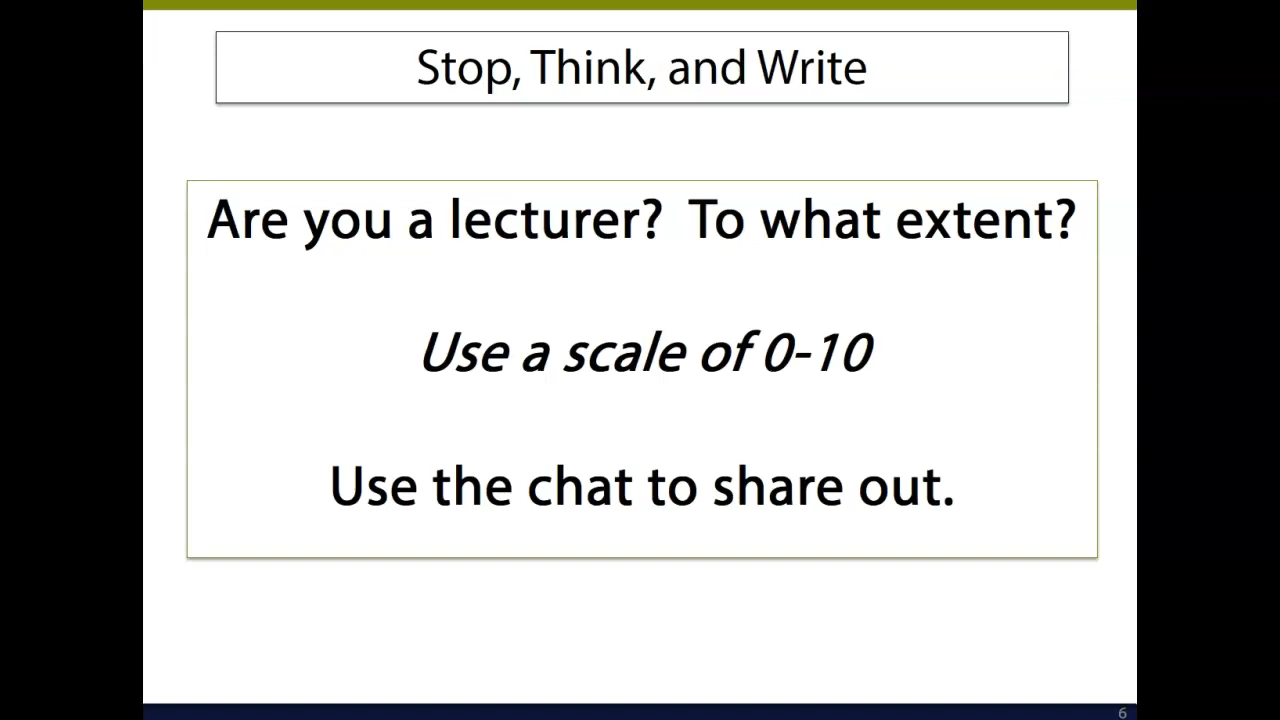 Stop, Think, and Write
Are you a lecturer? To what extent?
Use a scale of 0-10
Use the chat to share out.
6